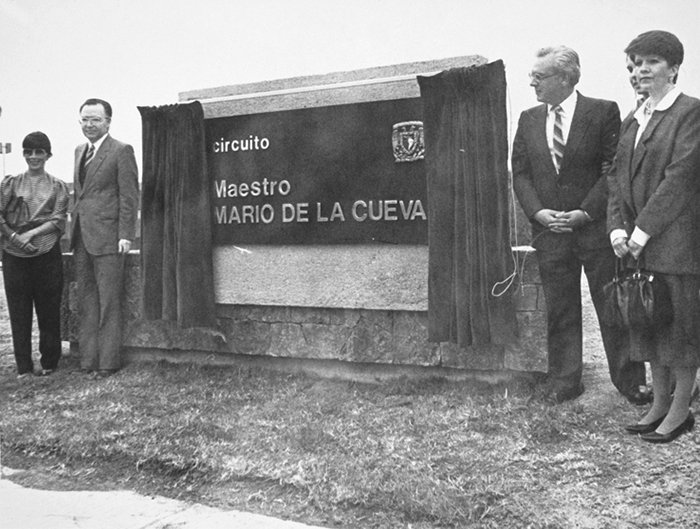 circuito
Maestro
MARIO DE LA CUEVA